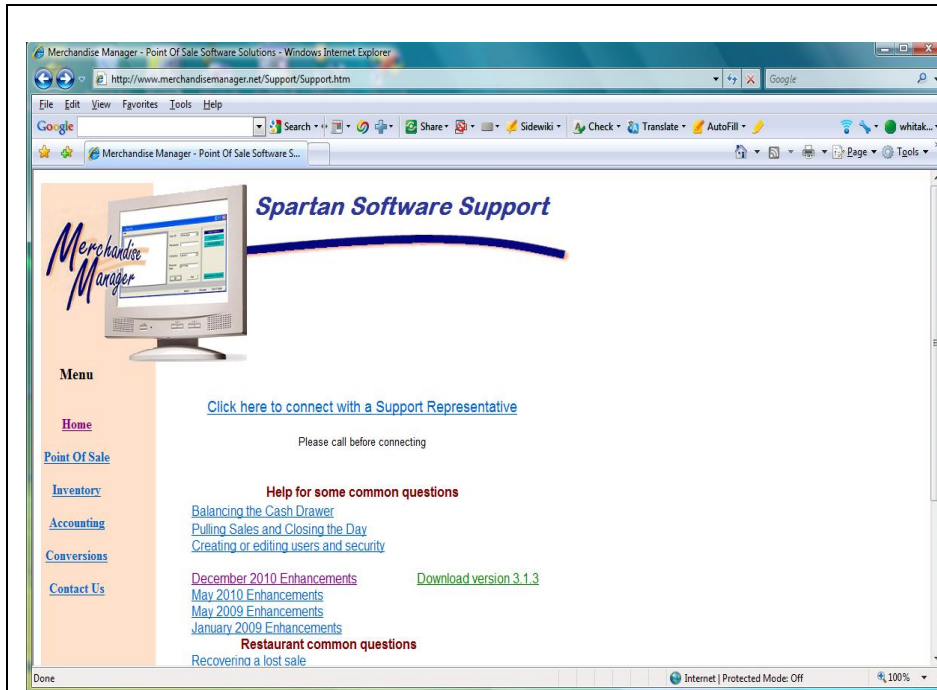 Merchandise Manager - Point Of Sale Software Solutions - Windows Internet Explorer
http://www.merchandisemanager.net/Support/Support.htm
Google
File Edit View Favorites Tools Help
Google Search Share Sidewiki Check Translate AutoFill whitak...
Merchandise Manager - Point Of Sale Software S... Page Tools
Spartan Software Support
Merchandise
Manager
Menu
Click here to connect with a Support Representative
Home
Please call before connecting
Point Of Sale
Inventory
Help for some common questions
Balancing the Cash Drawer
Accounting
Pulling Sales and Closing the Day
Creating or editing users and security
Conversions
December 2010 Enhancements Download version 3.1.3
Contact Us
May 2010 Enhancements
May 2009 Enhancements
January 2009 Enhancements
Restaurant common questions
Recovering a lost sale
Done Internet | Protected Mode: Off 100%